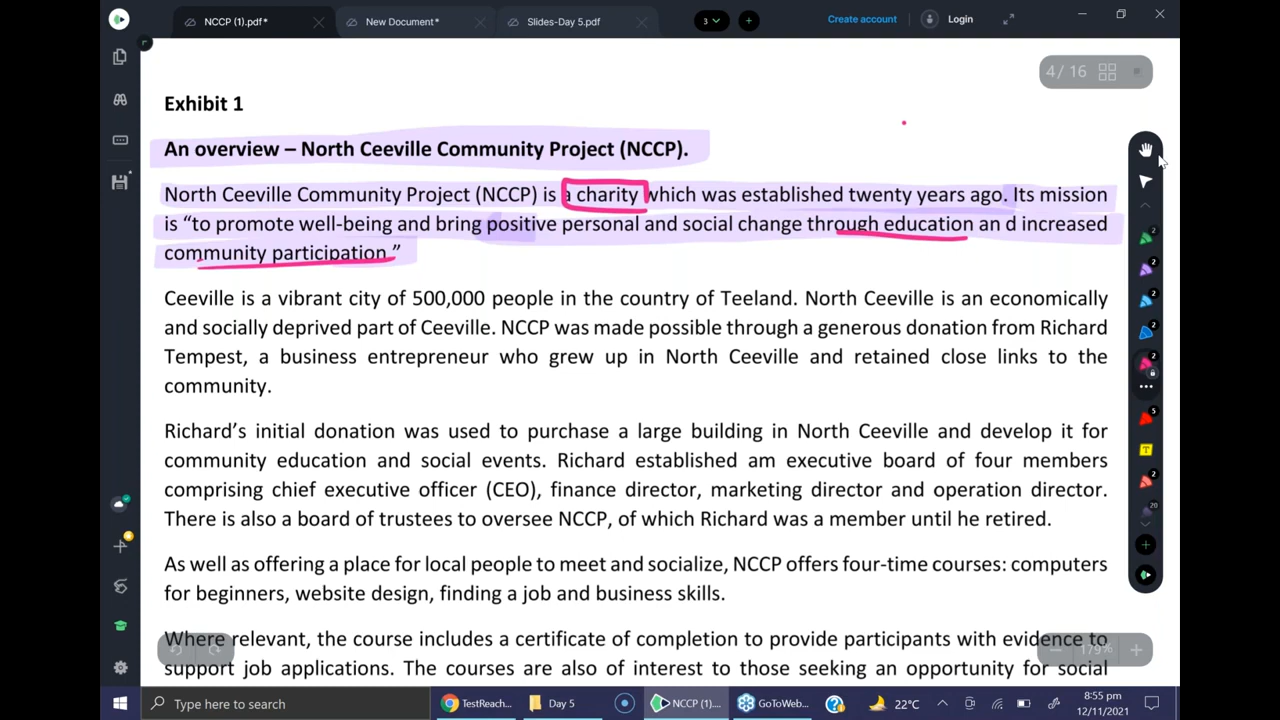 NCCP (1).pdf*
New Document*
Slides-Day 5.pdf
3
Create account
Login
4 / 16
Exhibit 1
An overview – North Ceeville Community Project (NCCP).
North Ceeville Community Project (NCCP) is a charity which was established twenty years ago. Its mission
is “to promote well-being and bring positive personal and social change through education an d increased
community participation.”
Ceeville is a vibrant city of 500,000 people in the country of Teeland. North Ceeville is an economically
and socially deprived part of Ceeville. NCCP was made possible through a generous donation from Richard
Tempest, a business entrepreneur who grew up in North Ceeville and retained close links to the
community.
Richard’s initial donation was used to purchase a large building in North Ceeville and develop it for
community education and social events. Richard established am executive board of four members
comprising chief executive officer (CEO), finance director, marketing director and operation director.
There is also a board of trustees to oversee NCCP, of which Richard was a member until he retired.
As well as offering a place for local people to meet and socialize, NCCP offers four-time courses: computers
for beginners, website design, finding a job and business skills.
Where relevant, the course includes a certificate of completion to provide participants with evidence to
support job applications. The courses are also of interest to those seeking an opportunity for social
179%
2
2
2
2
2
5
T
2
20
Type here to search
TestReach...
Day 5
NCCP (1)....
GoToWeb...
22°C
8:55 pm
12/11/2021